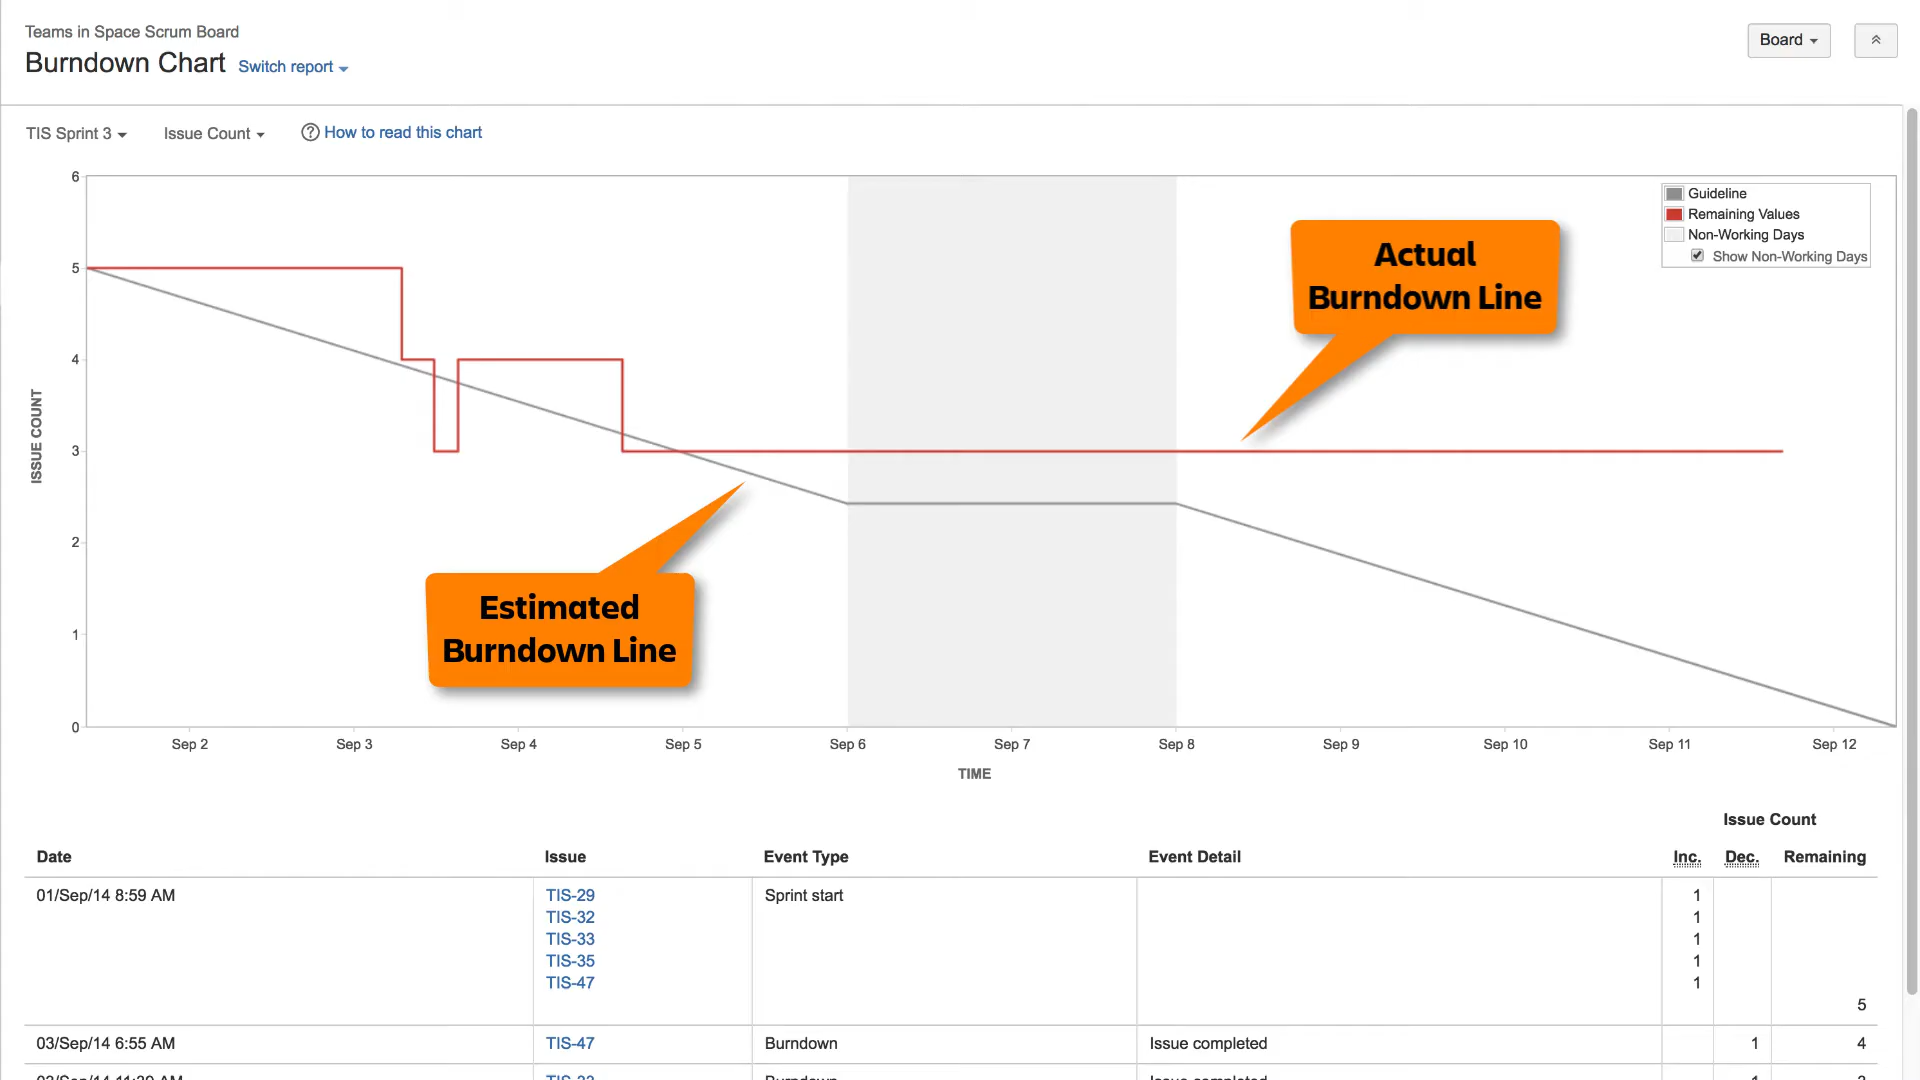 Teams in Space Scrum Board
Burndown Chart Switch report
Board
TIS Sprint 3 Issue Count How to read this chart
Guideline
Remaining Values
Non-Working Days
Show Non-Working Days
Actual
Burndown Line
Estimated
Burndown Line
ISSUE COUNT
6
5
4
3
2
1
0
Sep 2 Sep 3 Sep 4 Sep 5 Sep 6 Sep 7 Sep 8 Sep 9 Sep 10 Sep 11 Sep 12
TIME
Issue Count
Date Issue Event Type Event Detail Inc. Dec. Remaining
01/Sep/14 8:59 AM TIS-29 Sprint start 1
TIS-32 1
TIS-33 1
TIS-35 1
TIS-47 1
5
03/Sep/14 6:55 AM TIS-47 Burndown Issue completed 1 4